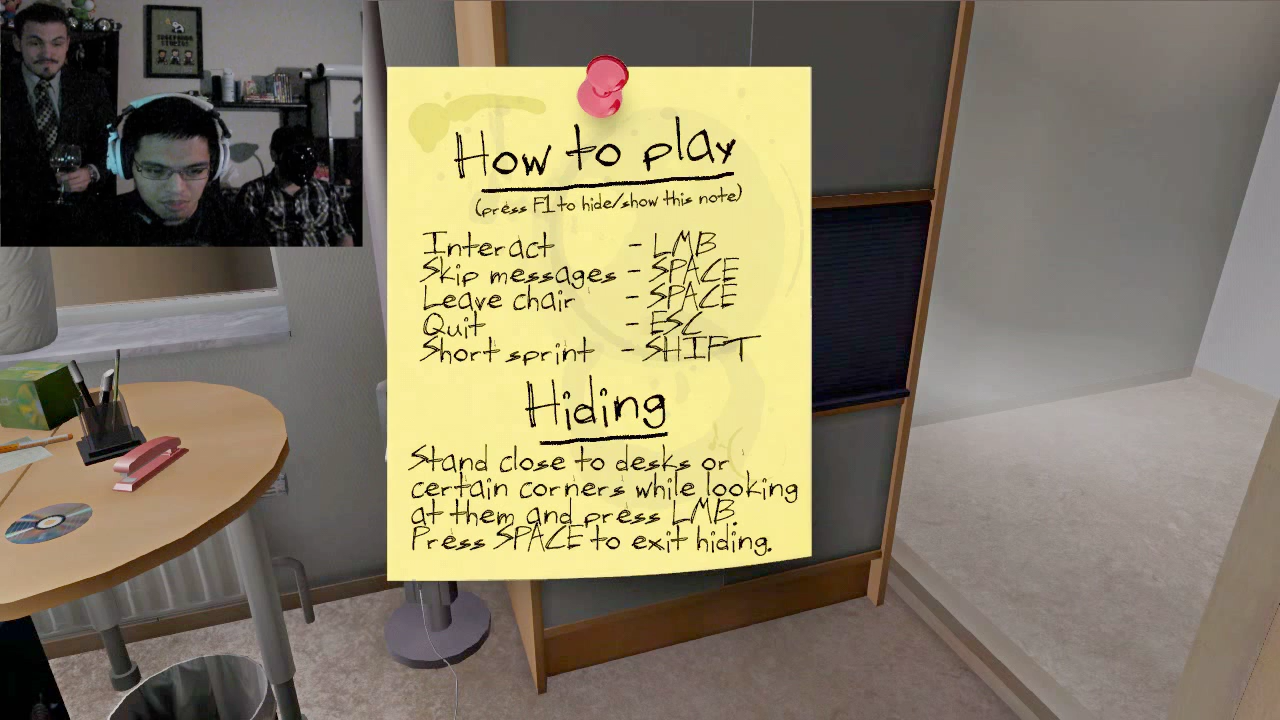 How to play
(press F1 to hide/show this note)
Interact - LMB
Skip messages - SPACE
Leave chair - SPACE
Quit - ESC
Short sprint - SHIFT
Hiding
Stand close to desks or
certain corners while looking
at them and press LMB.
Press SPACE to exit hiding.